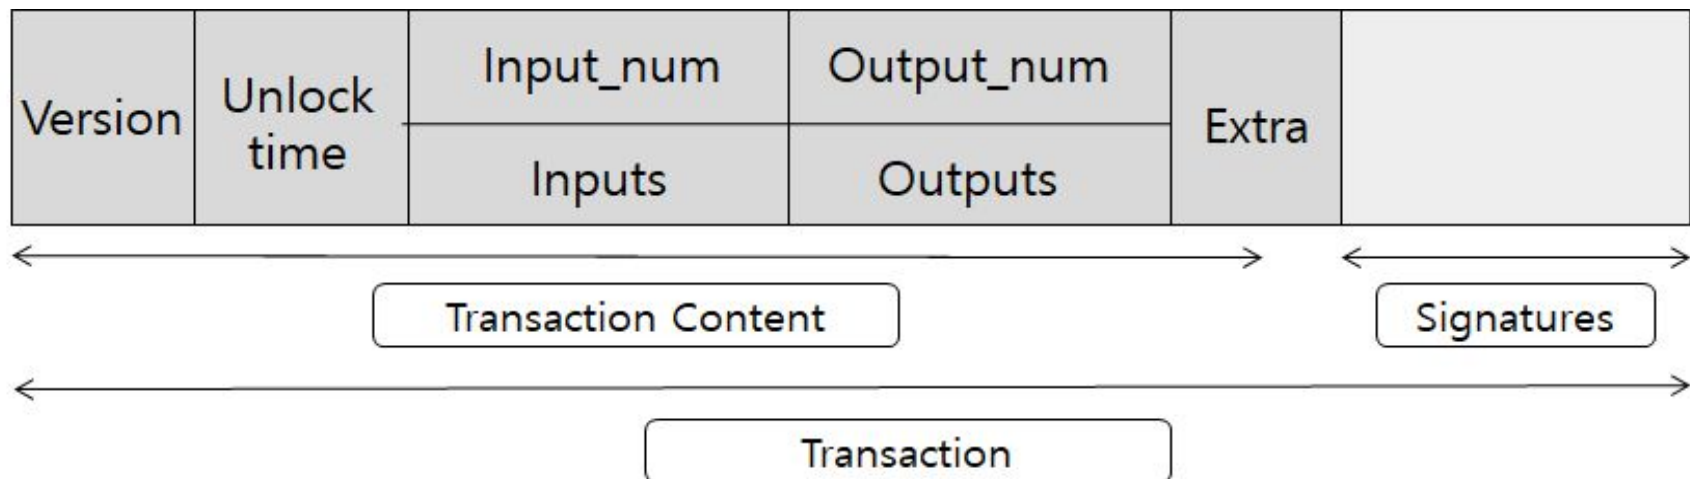 Version
Unlock
time
Input_num
Inputs
Output_num
Outputs
Extra
Transaction Content
Signatures
Transaction